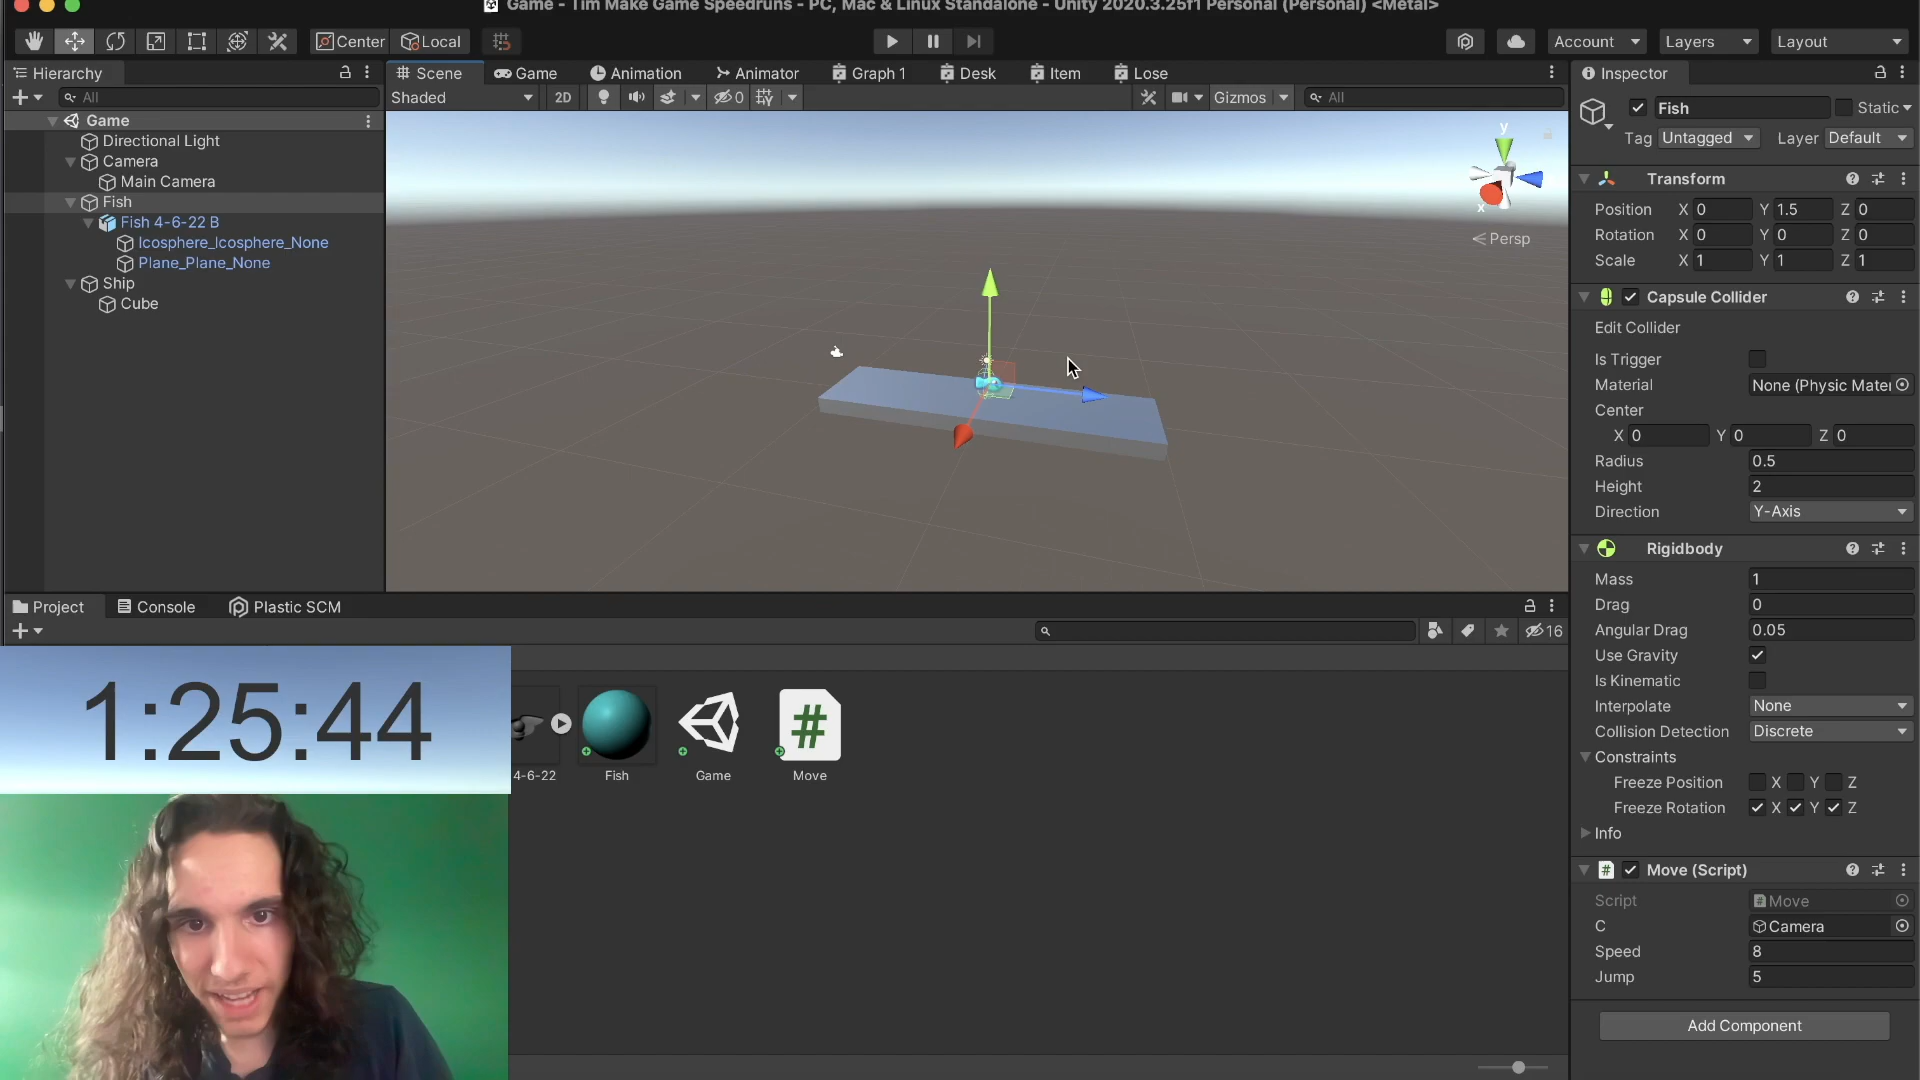 Game - Tim Make Game Speedruns - PC, Mac & Linux Standalone - Unity 2020.3.25f1 Personal (Personal) <Metal>
Center Local
Account Layers Layout
Hierarchy
All
Game
Directional Light
Camera
Main Camera
Fish
Fish 4-6-22 B
Icosphere_Icosphere_None
Plane_Plane_None
Ship
Cube
Scene Game Animation Animator Graph 1 Desk Item Lose
Shaded 2D 0 Gizmos All
y
x
Persp
Inspector
Fish Static
Tag Untagged Layer Default
Transform
Position X 0 Y 1.5 Z 0
Rotation X 0 Y 0 Z 0
Scale X 1 Y 1 Z 1
Capsule Collider
Edit Collider
Is Trigger
Material None (Physic Mater
Center
X 0 Y 0 Z 0
Radius 0.5
Height 2
Direction Y-Axis
Rigidbody
Mass 1
Drag 0
Angular Drag 0.05
Use Gravity
Is Kinematic
Interpolate None
Collision Detection Discrete
Constraints
Freeze Position X Y Z
Freeze Rotation X Y Z
Info
Move (Script)
Script Move
C Camera
Speed 8
Jump 5
Add Component
Project Console Plastic SCM
16
1:25:44
4-6-22 Fish Game Move